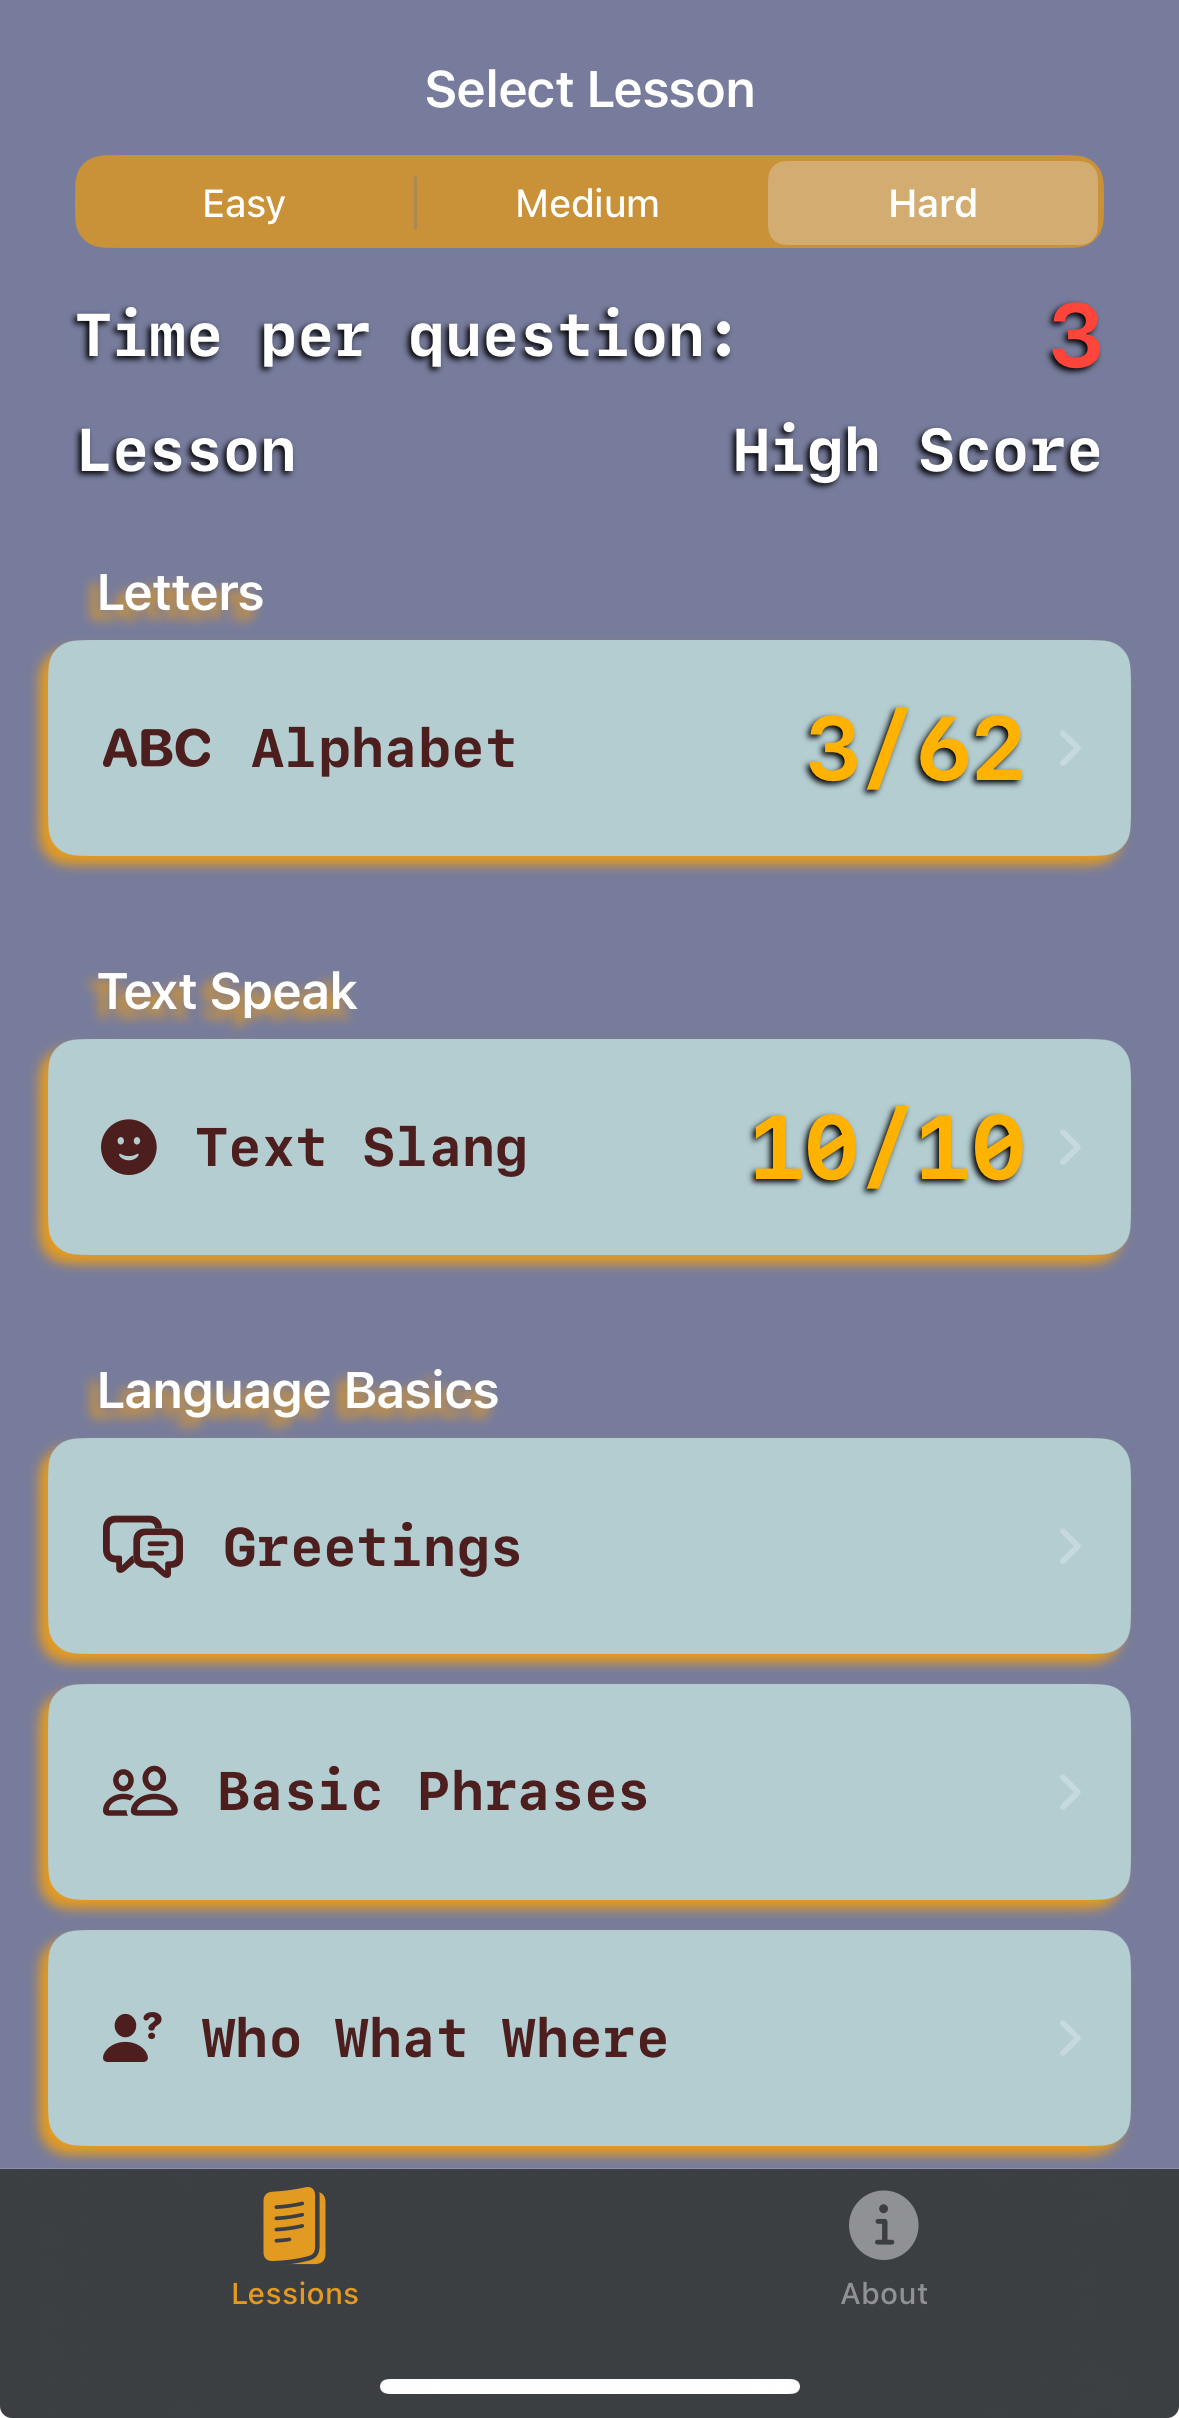 Select Lesson
Easy Medium Hard
Time per question: 3
Lesson High Score
Letters
ABC Alphabet 3/62
Text Speak
Text Slang 10/10
Language Basics
Greetings
Basic Phrases
? Who What Where
Lessions About